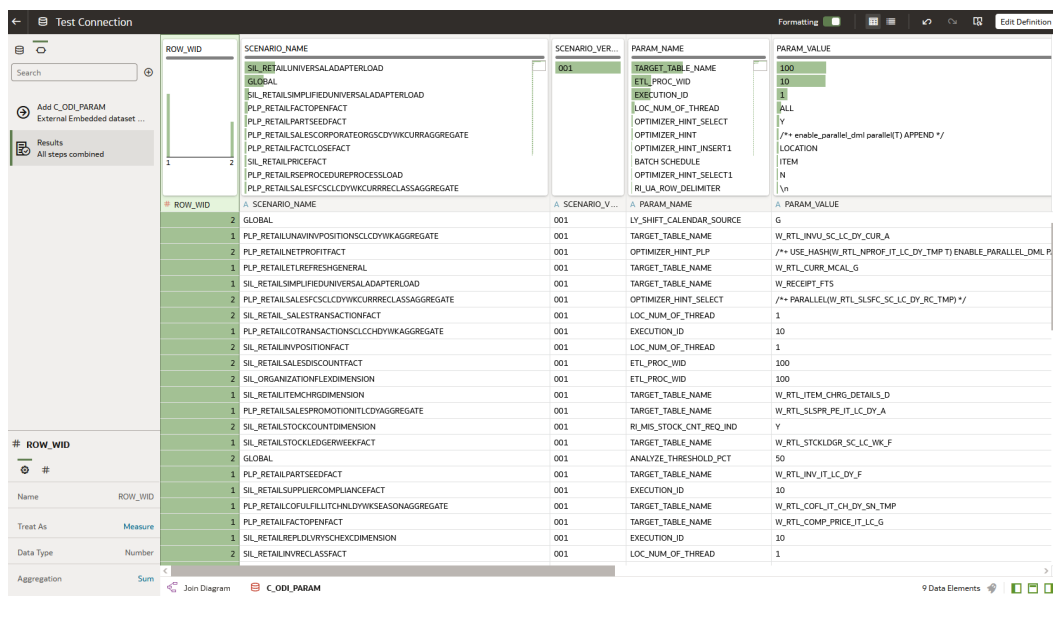 Test Connection
Formatting
Edit Definition
Search
Add C_ODI_PARAM
External Embedded dataset ...
Results
All steps combined
ROW_WID
1 2
SCENARIO_NAME
SIL_RETAILUNIVERSALADAPTERLOAD
GLOBAL
SIL_RETAILSIMPLIFIEDUNIVERSALADAPTERLOAD
PLP_RETAILFACTOPENFACT
PLP_RETAILPARTSEEDFACT
PLP_RETAILSALESCORPORATEORGSCDYWKCURRAGGREGATE
PLP_RETAILFACTCLOSEFACT
SIL_RETAILPRICEFACT
PLP_RETAILRSEPROCEDUREPROCESSLOAD
PLP_RETAILSALESFCSCLCDYWKCURRRECLASSAGGREGATE
SCENARIO_VER...
001
PARAM_NAME
TARGET_TABLE_NAME
ETL_PROC_WID
EXECUTION_ID
LOC_NUM_OF_THREAD
OPTIMIZER_HINT_SELECT
OPTIMIZER_HINT
OPTIMIZER_HINT_INSERT1
BATCH SCHEDULE
OPTIMIZER_HINT_SELECT1
RI_UA_ROW_DELIMITER
PARAM_VALUE
100
10
1
ALL
Y
/*+ enable_parallel_dml parallel(T) APPEND */
LOCATION
ITEM
N
\n
# ROW_WID A SCENARIO_NAME A SCENARIO_V... A PARAM_NAME A PARAM_VALUE
2 GLOBAL 001 LY_SHIFT_CALENDAR_SOURCE G
1 PLP_RETAILUNAVINVPOSITIONSCLCDYWKAGGREGATE 001 TARGET_TABLE_NAME W_RTL_INVU_SC_LC_DY_CUR_A
2 PLP_RETAILNETPROFITFACT 001 OPTIMIZER_HINT_PLP /*+ USE_HASH(W_RTL_NPROF_IT_LC_DY_TMP T) ENABLE_PARALLEL_DML P
1 PLP_RETAILETLREFRESHGENERAL 001 TARGET_TABLE_NAME W_RTL_CURR_MCAL_G
1 SIL_RETAILSIMPLIFIEDUNIVERSALADAPTERLOAD 001 TARGET_TABLE_NAME W_RECEIPT_FTS
2 PLP_RETAILSALESFCSCLCDYWKCURRRECLASSAGGREGATE 001 OPTIMIZER_HINT_SELECT /*+ PARALLEL(W_RTL_SLSFC_SC_LC_DY_RC_TMP) */
2 SIL_RETAIL_SALESTRANSACTIONFACT 001 LOC_NUM_OF_THREAD 1
1 PLP_RETAILCOTRANSACTIONSCLCCHDYWKAGGREGATE 001 EXECUTION_ID 10
2 SIL_RETAILINVPOSITIONFACT 001 LOC_NUM_OF_THREAD 1
2 SIL_RETAILSALESDISCOUNTFACT 001 ETL_PROC_WID 100
2 SIL_ORGANIZATIONFLEXDIMENSION 001 ETL_PROC_WID 100
1 SIL_RETAILITEMCHRGDIMENSION 001 TARGET_TABLE_NAME W_RTL_ITEM_CHRG_DETAILS_D
1 PLP_RETAILSALESPROMOTIONITLCDYAGGREGATE 001 TARGET_TABLE_NAME W_RTL_SLSPR_PE_IT_LC_DY_A
2 SIL_RETAILSTOCKCOUNTDIMENSION 001 RI_MIS_STOCK_CNT_REQ_IND Y
1 SIL_RETAILSTOCKLEDGERWEEKFACT 001 TARGET_TABLE_NAME W_RTL_STCKLDGR_SC_LC_WK_F
2 GLOBAL 001 ANALYZE_THRESHOLD_PCT 50
1 PLP_RETAILPARTSEEDFACT 001 TARGET_TABLE_NAME W_RTL_INV_IT_LC_DY_F
1 SIL_RETAILSUPPLIERCOMPLIANCEFACT 001 EXECUTION_ID 10
1 PLP_RETAILCOFULFILLITCHNLDYWKSEASONAGGREGATE 001 TARGET_TABLE_NAME W_RTL_COFL_IT_CH_DY_SN_TMP
1 PLP_RETAILFACTOPENFACT 001 TARGET_TABLE_NAME W_RTL_COMP_PRICE_IT_LC_G
1 SIL_RETAILREPLDLVRYSCHEXCDIMENSION 001 EXECUTION_ID 10
2 SIL_RETAILINVRECLASSFACT 001 LOC_NUM_OF_THREAD 1
# ROW_WID
#
Name ROW_WID
Treat As Measure
Data Type Number
Aggregation Sum
Join Diagram C_ODI_PARAM 9 Data Elements